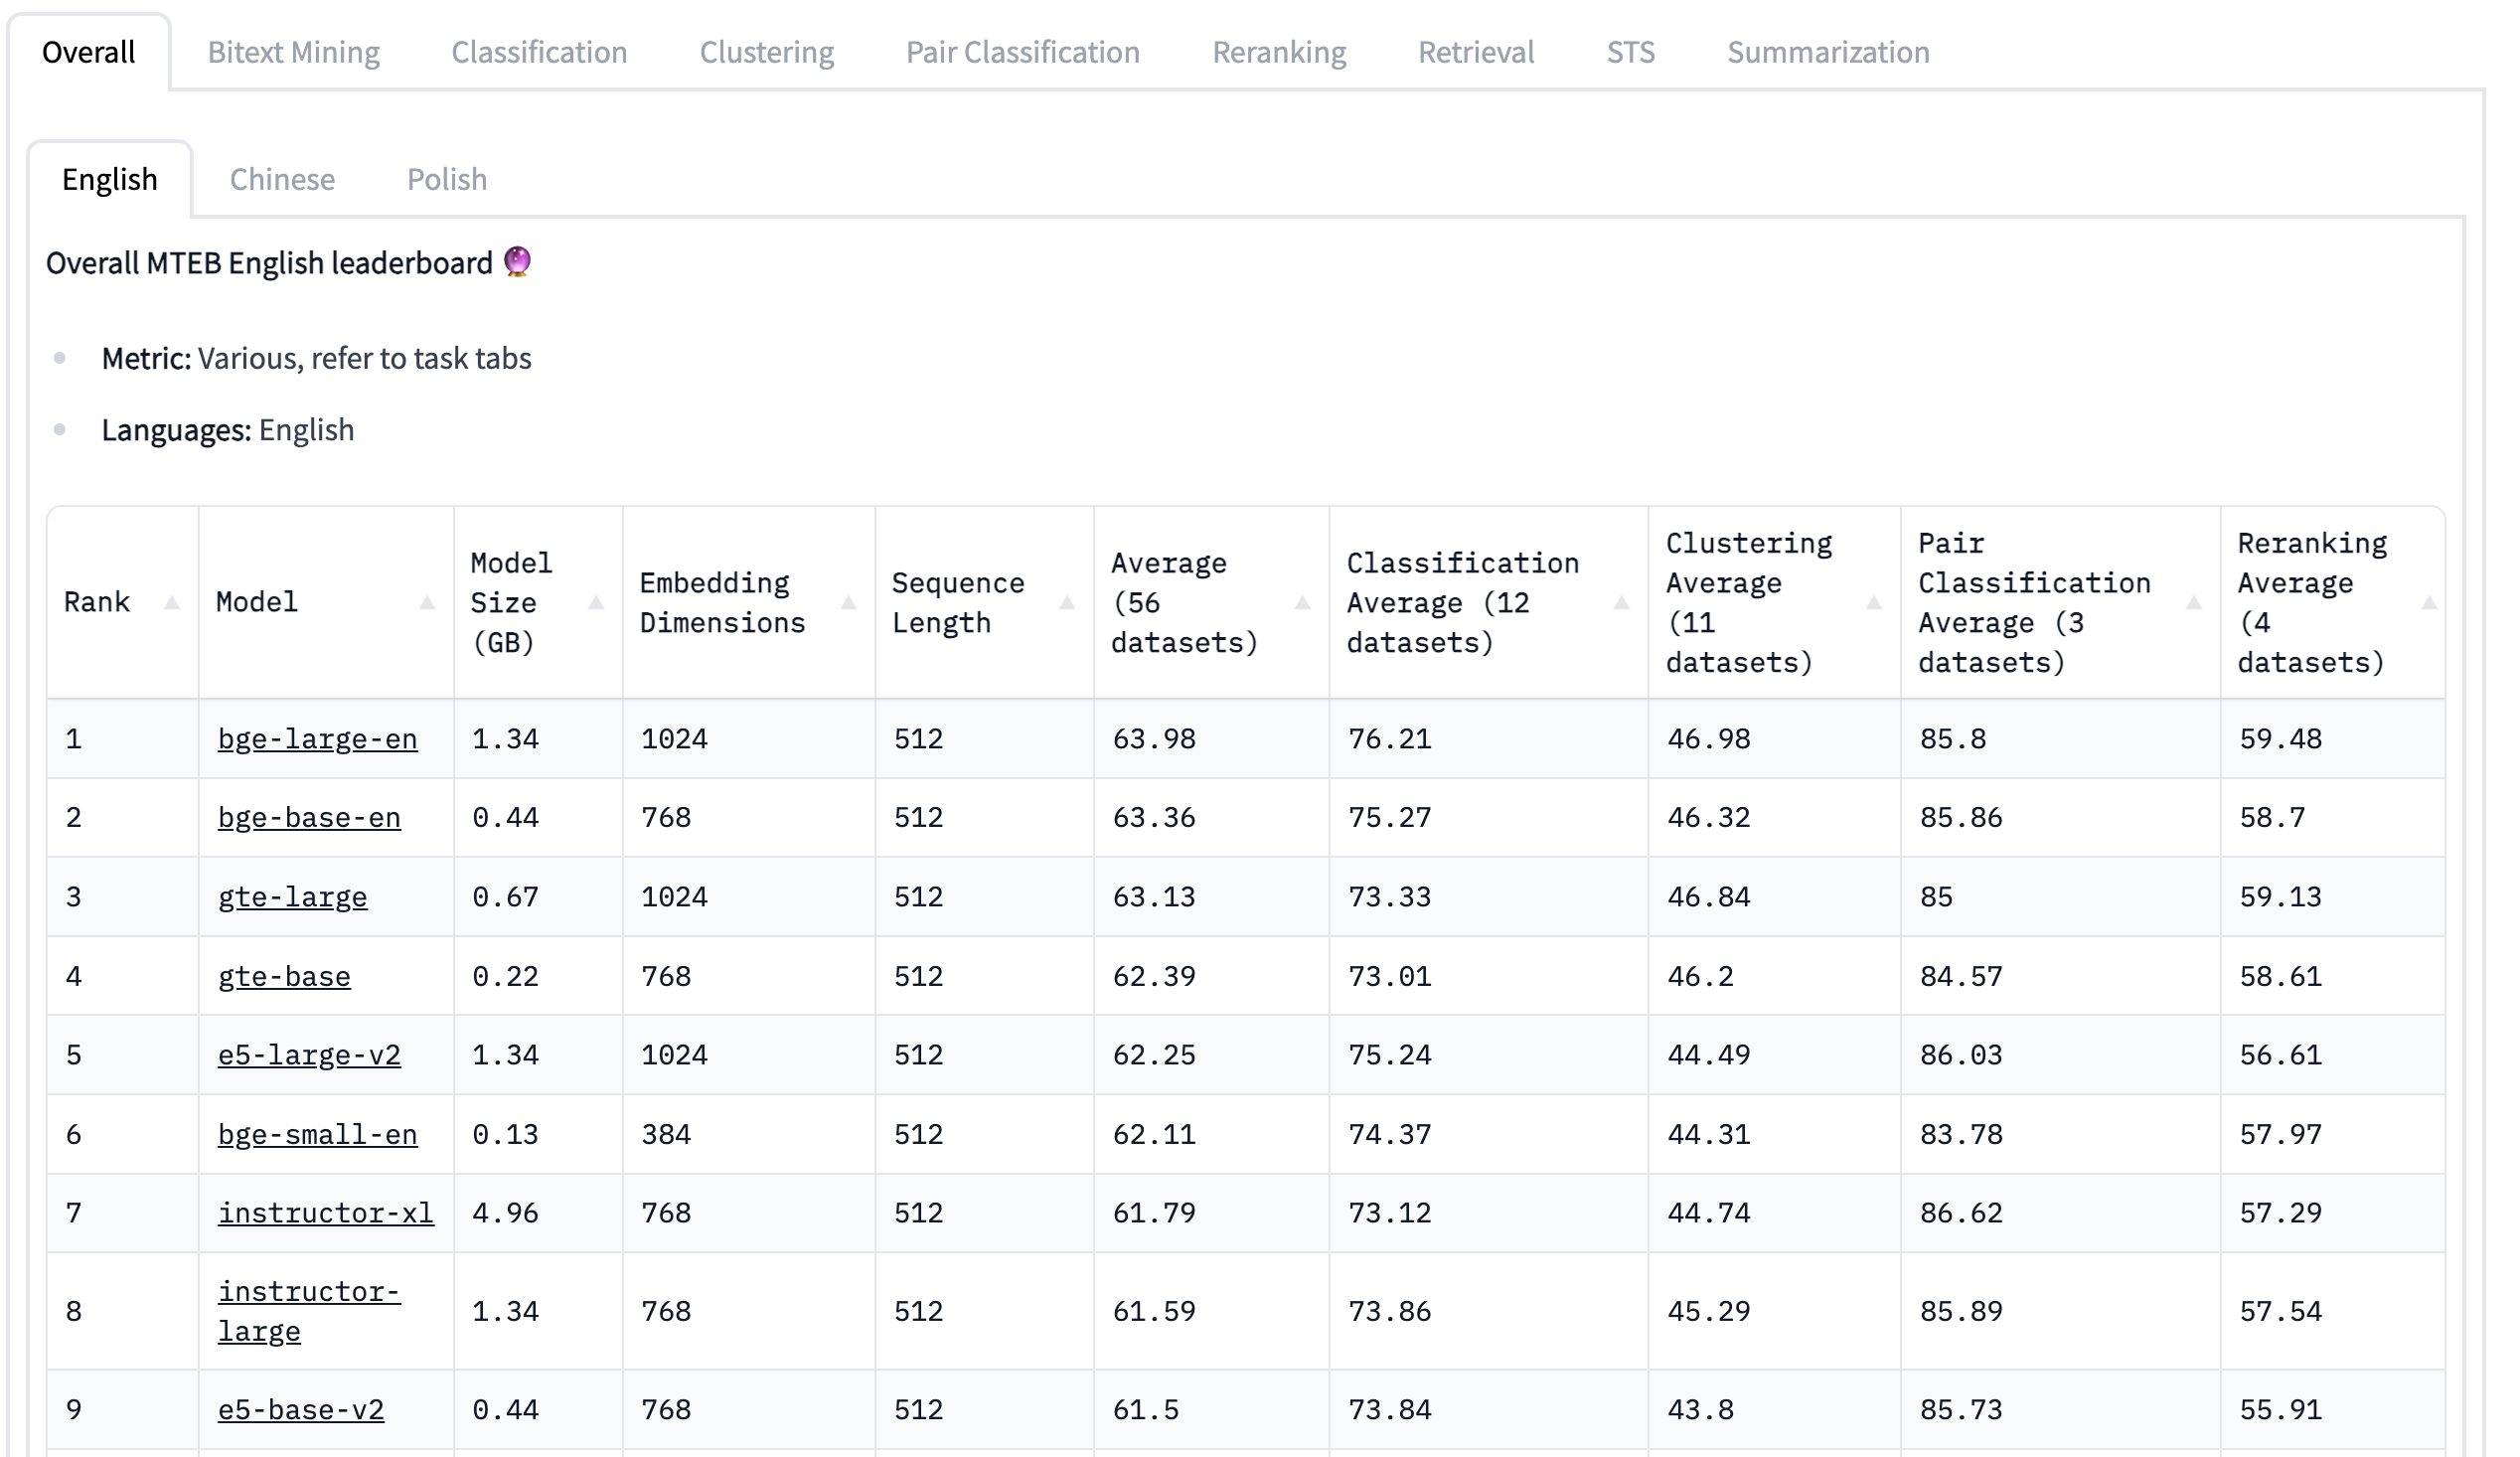 Overall Bitext Mining Classification Clustering Pair Classification Reranking Retrieval STS Summarization
English Chinese Polish
Overall MTEB English leaderboard 🔮
Metric: Various, refer to task tabs
Languages: English
Rank Model Model Size (GB) Embedding Dimensions Sequence Length Average (56 datasets) Classification Average (12 datasets) Clustering Average (11 datasets) Pair Classification Average (3 datasets) Reranking Average (4 datasets)
1 bge-large-en 1.34 1024 512 63.98 76.21 46.98 85.8 59.48
2 bge-base-en 0.44 768 512 63.36 75.27 46.32 85.86 58.7
3 gte-large 0.67 1024 512 63.13 73.33 46.84 85 59.13
4 gte-base 0.22 768 512 62.39 73.01 46.2 84.57 58.61
5 e5-large-v2 1.34 1024 512 62.25 75.24 44.49 86.03 56.61
6 bge-small-en 0.13 384 512 62.11 74.37 44.31 83.78 57.97
7 instructor-xl 4.96 768 512 61.79 73.12 44.74 86.62 57.29
8 instructor-large 1.34 768 512 61.59 73.86 45.29 85.89 57.54
9 e5-base-v2 0.44 768 512 61.5 73.84 43.8 85.73 55.91